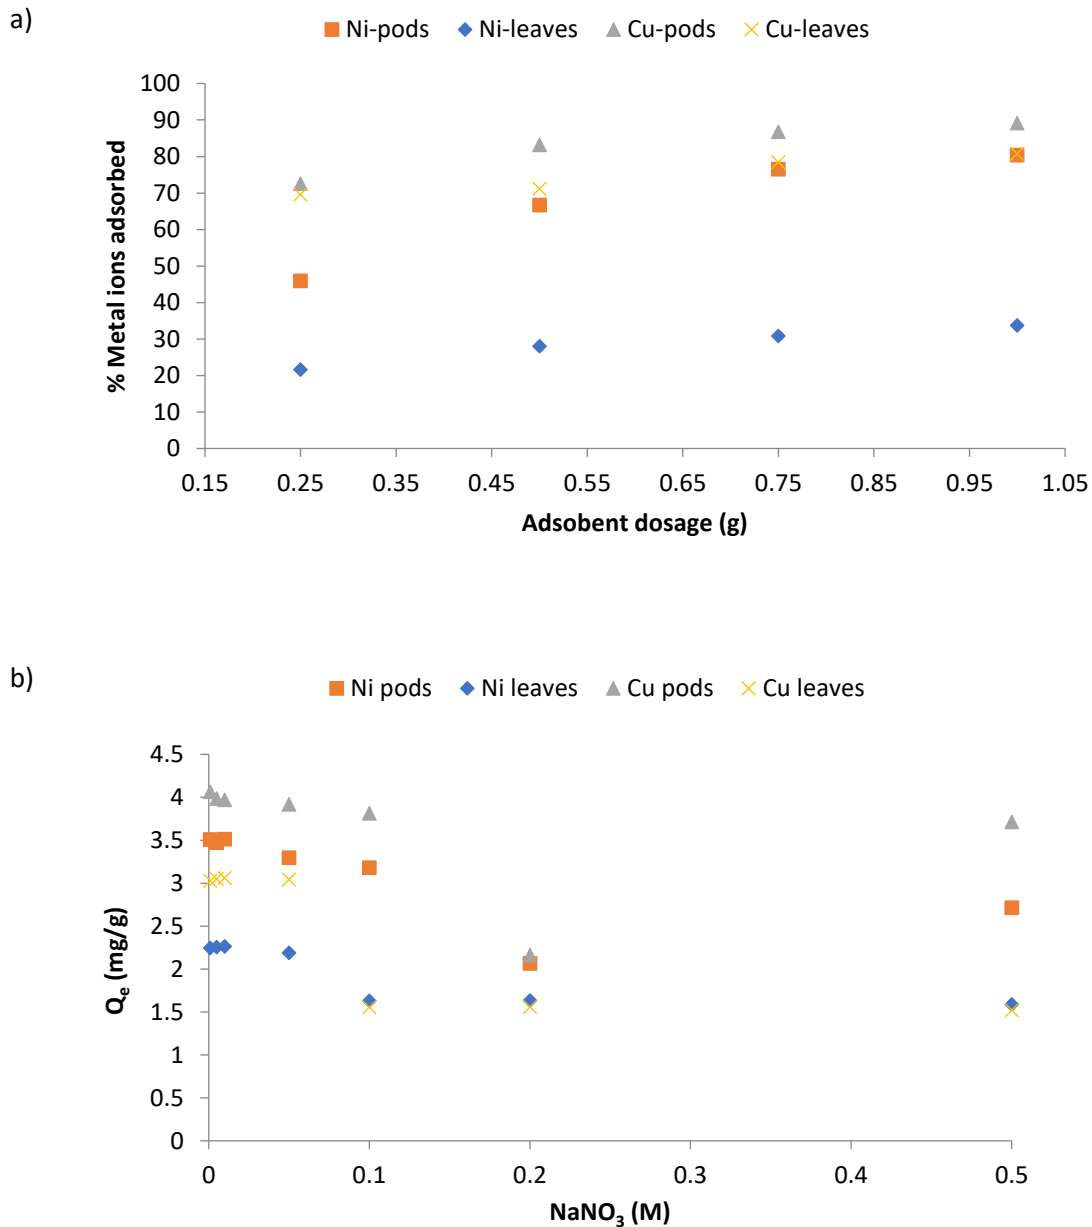 a)
Ni-pods Ni-leaves Cu-pods Cu-leaves
100
90
80
70
60
50
40
30
20
10
0
% Metal ions adsorbed
0.15 0.25 0.35 0.45 0.55 0.65 0.75 0.85 0.95 1.05
Adsobent dosage (g)
b)
Ni pods Ni leaves Cu pods Cu leaves
4.5
4
3.5
3
2.5
2
1.5
1
0.5
0
Qₑ (mg/g)
0 0.1 0.2 0.3 0.4 0.5
NaNO₃ (M)